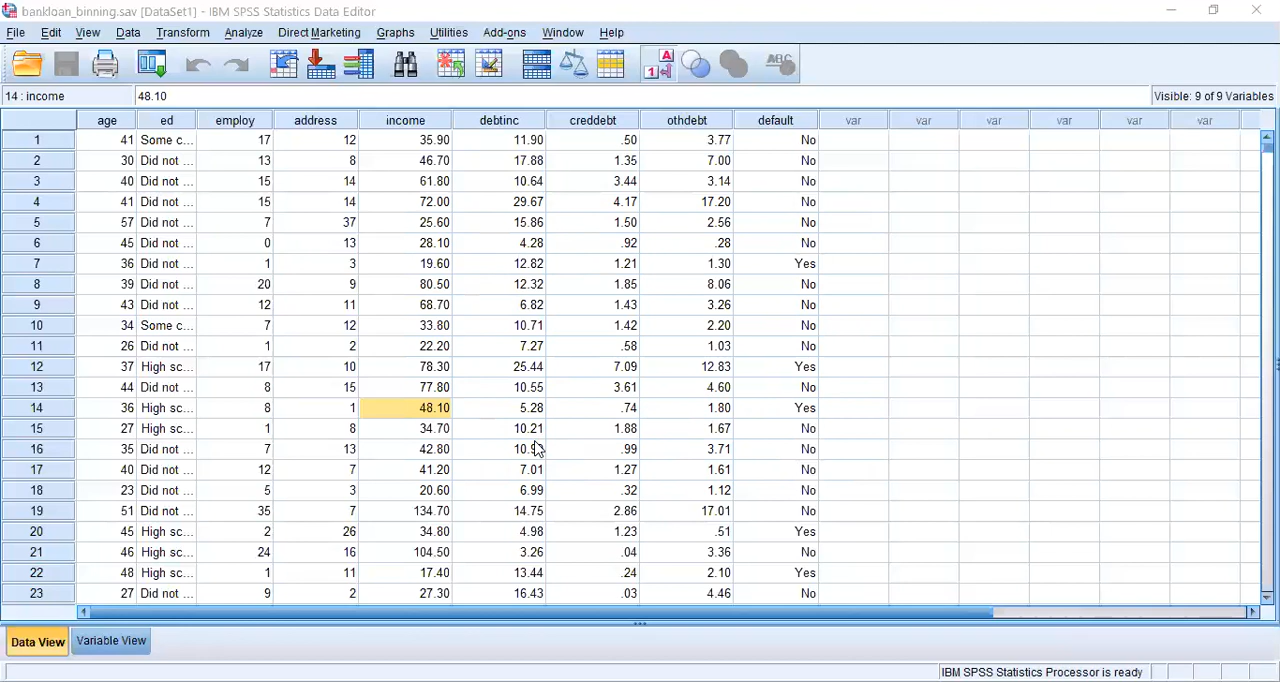 bankloan_binning.sav [DataSet1] - IBM SPSS Statistics Data Editor
File Edit View Data Transform Analyze Direct Marketing Graphs Utilities Add-ons Window Help
A
1
ABC
14 : income 48.10 Visible: 9 of 9 Variables
age ed employ address income debtinc creddebt othdebt default var var var var var var
1 41 Some c... 17 12 35.90 11.90 .50 3.77 No
2 30 Did not ... 13 8 46.70 17.88 1.35 7.00 No
3 40 Did not ... 15 14 61.80 10.64 3.44 3.14 No
4 41 Did not ... 15 14 72.00 29.67 4.17 17.20 No
5 57 Did not ... 7 37 25.60 15.86 1.50 2.56 No
6 45 Did not ... 0 13 28.10 4.28 .92 .28 No
7 36 Did not ... 1 3 19.60 12.82 1.21 1.30 Yes
8 39 Did not ... 20 9 80.50 12.32 1.85 8.06 No
9 43 Did not ... 12 11 68.70 6.82 1.43 3.26 No
10 34 Some c... 7 12 33.80 10.71 1.42 2.20 No
11 26 Did not ... 1 2 22.20 7.27 .58 1.03 No
12 37 High sc... 17 10 78.30 25.44 7.09 12.83 Yes
13 44 Did not ... 8 15 77.80 10.55 3.61 4.60 No
14 36 High sc... 8 1 48.10 5.28 .74 1.80 Yes
15 27 High sc... 1 8 34.70 10.21 1.88 1.67 No
16 35 Did not ... 7 13 42.80 .99 3.71 No
17 40 Did not ... 12 7 41.20 7.01 1.27 1.61 No
18 23 Did not ... 5 3 20.60 6.99 .32 1.12 No
19 51 Did not ... 35 7 134.70 14.75 2.86 17.01 No
20 45 High sc... 2 26 34.80 4.98 1.23 .51 Yes
21 46 High sc... 24 16 104.50 3.26 .04 3.36 No
22 48 High sc... 1 11 17.40 13.44 .24 2.10 Yes
23 27 Did not ... 9 2 27.30 16.43 .03 4.46 No
Data View Variable View
IBM SPSS Statistics Processor is ready